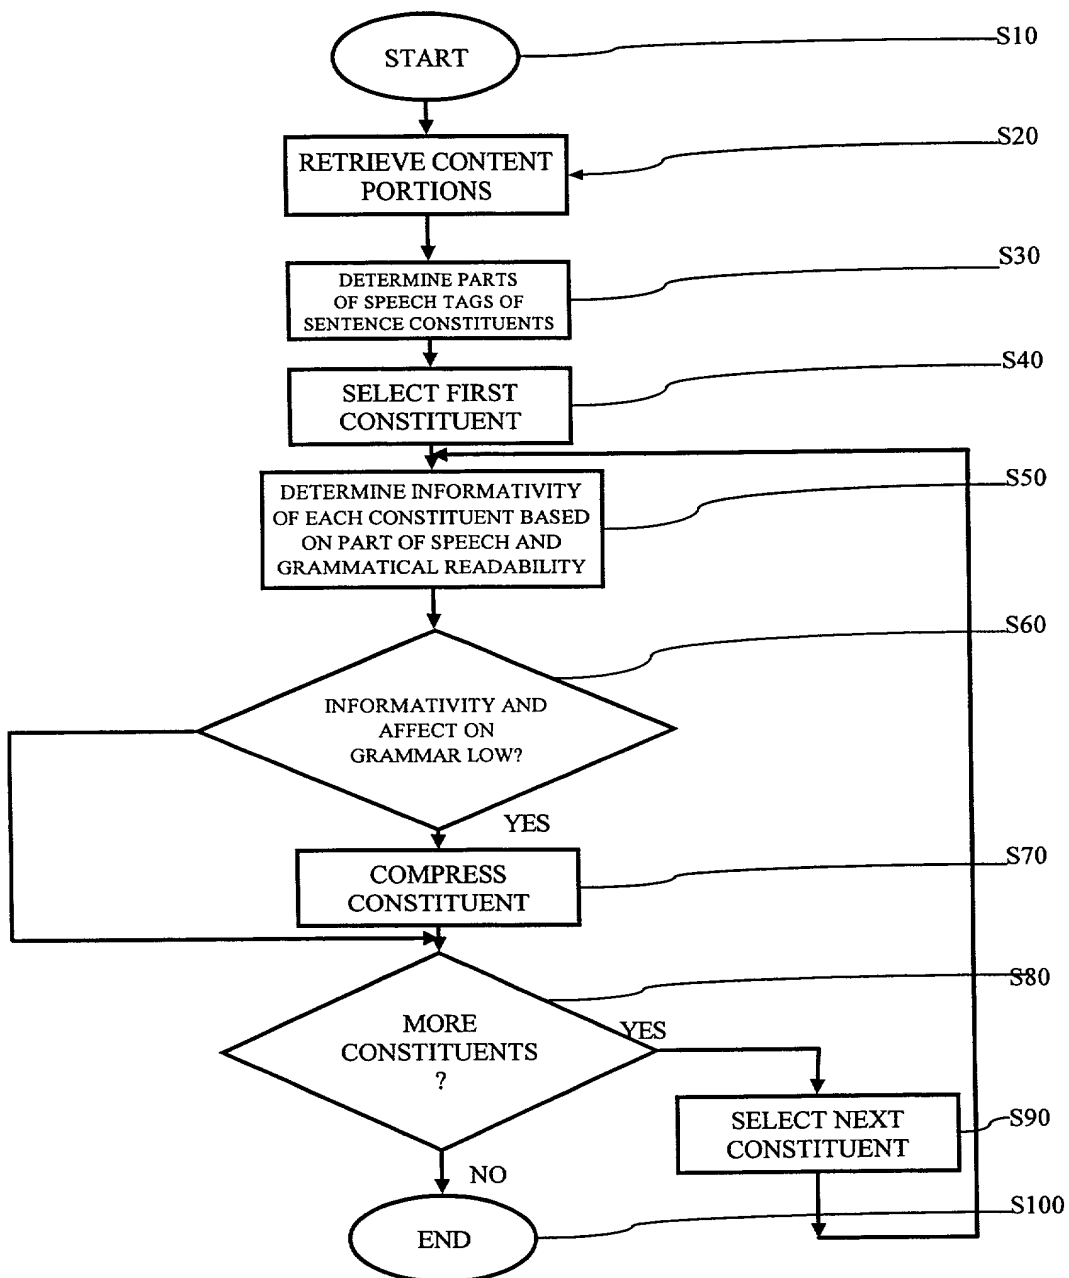 START
S10
RETRIEVE CONTENT
PORTIONS
S20
DETERMINE PARTS
OF SPEECH TAGS OF
SENTENCE CONSTITUENTS
S30
SELECT FIRST
CONSTITUENT
S40
DETERMINE INFORMATIVITY
OF EACH CONSTITUENT BASED
ON PART OF SPEECH AND
GRAMMATICAL READABILITY
S50
INFORMATIVITY AND
AFFECT ON
GRAMMAR LOW?
S60
YES
COMPRESS
CONSTITUENT
S70
MORE
CONSTITUENTS
?
S80
YES
SELECT NEXT
CONSTITUENT
S90
NO
END
S100